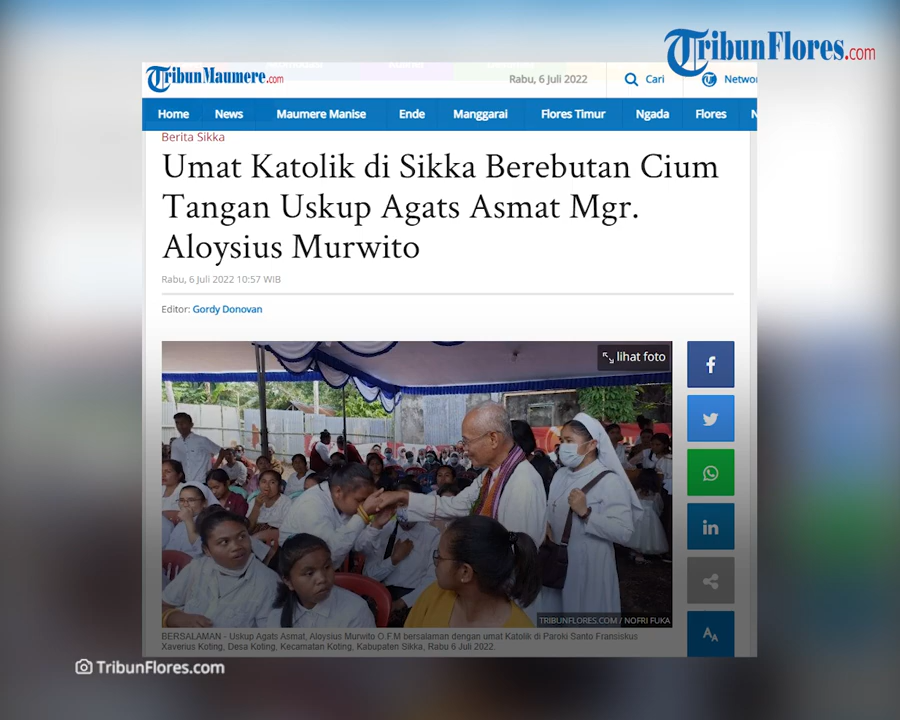 TribunFlores.com
TribunMaumere.com
Rabu, 6 Juli 2022
Cari
Networ
Home News Maumere Manise Ende Manggarai Flores Timur Ngada Flores N
Berita Sikka
Umat Katolik di Sikka Berebutan Cium
Tangan Uskup Agats Asmat Mgr.
Aloysius Murwito
Rabu, 6 Juli 2022 10:57 WIB
Editor: Gordy Donovan
lihat foto
TRIBUNFLORES.COM / NOFRI FUKA
BERSALAMAN - Uskup Agats Asmat, Aloysius Murwito O.F.M bersalaman dengan umat Katolik di Paroki Santo Fransiskus
Xaverius Koting, Desa Koting, Kecamatan Koting, Kabupaten Sikka, Rabu 6 Juli 2022.
AA
TribunFlores.com